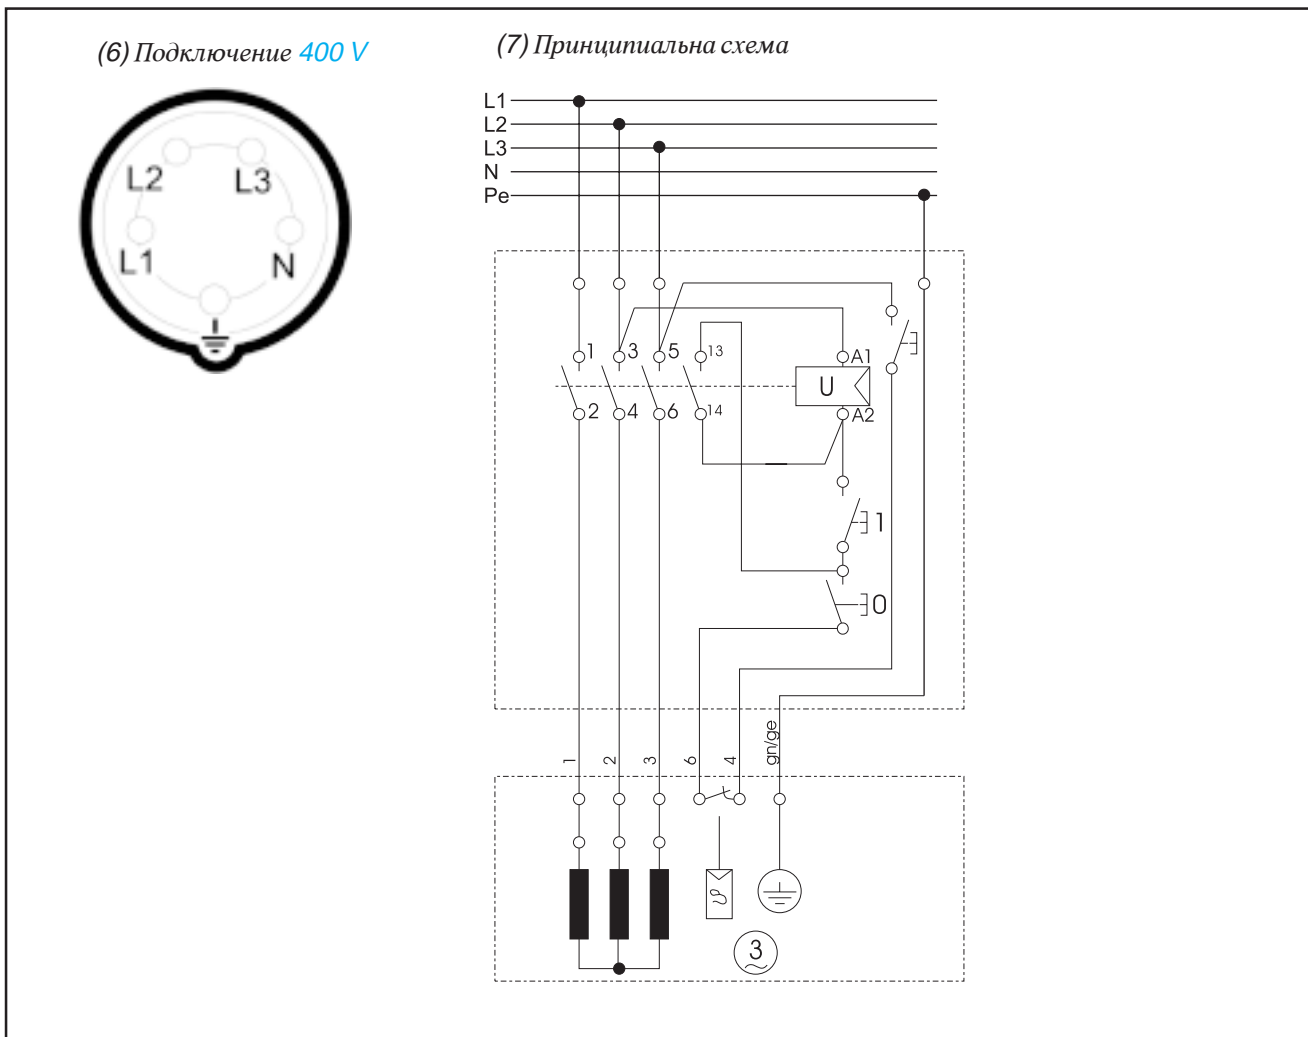 (6) Подключение 400 V
L2 L3
L1 N
(7) Принципиальна схема
L1
L2
L3
N
Pe
1 3 5 13
A1
U
2 4 6 14
A2
1
0
1 2 3 6 4 gn/ge
ϑ
3
~